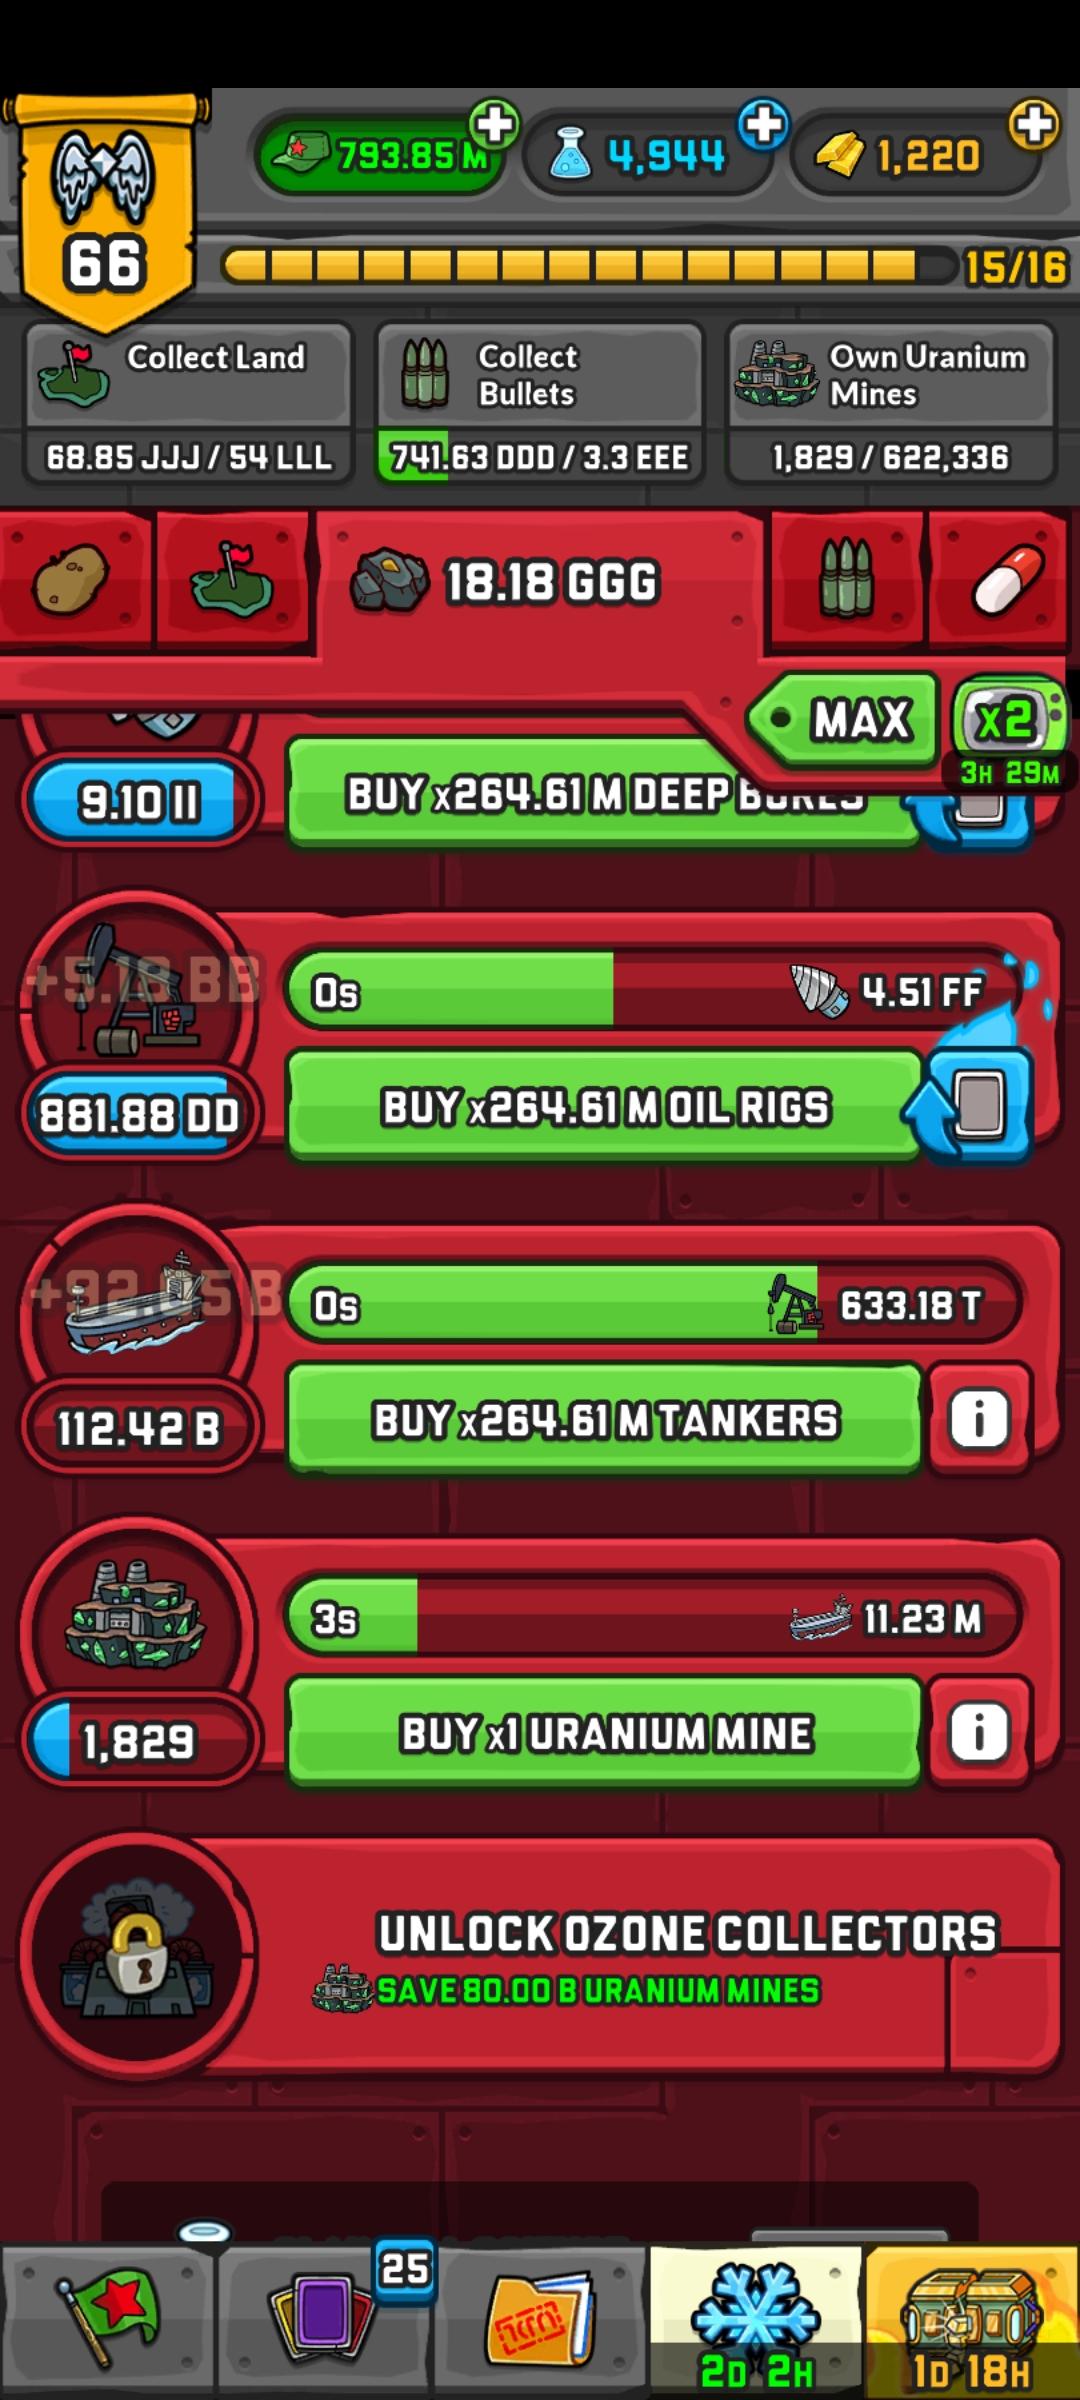 793.85 M
4,944
1,220
66
15/16
Collect Land
68.85 JJJ / 54 LLL
Collect
Bullets
741.63 DDD / 3.3 EEE
Own Uranium
Mines
1,829 / 622,336
18.18 GGG
MAX
X2
3H 29M
9.10 II
BUY x264.61 M DEEP BORES
+5.18 BB
0s
4.51 FF
881.88 DD
BUY x264.61 M OIL RIGS
0s
633.18 T
112.42 B
BUY x264.61 M TANKERS
i
3s
11.23 M
1,829
BUY x1 URANIUM MINE
i
UNLOCK OZONE COLLECTORS
SAVE 80.00 B URANIUM MINES
25
2D 2H
1D 18H